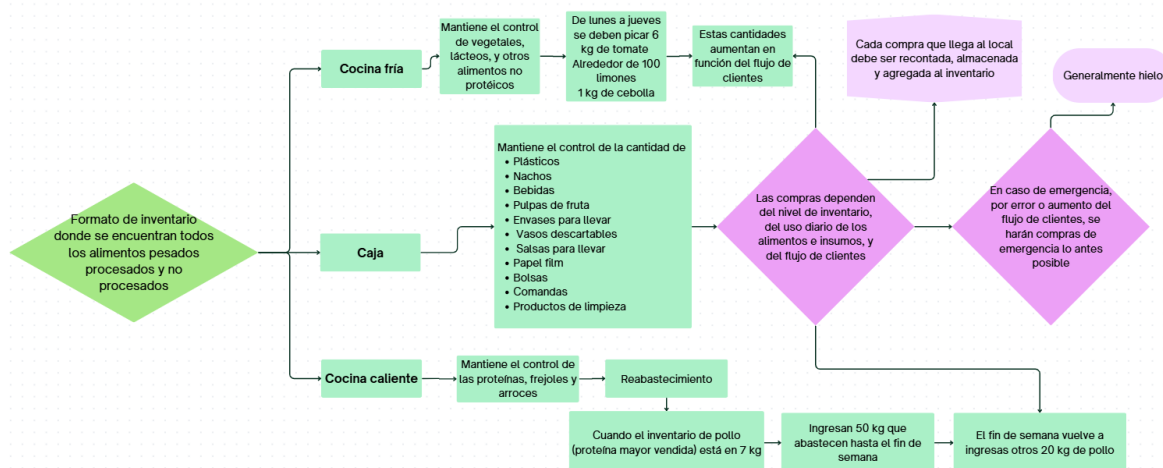 Formato de inventario
donde se encuentran todos
los alimentos pesados
procesados y no
procesados
Cocina fría
Mantiene el control
de vegetales,
lácteos, y otros
alimentos no
protéicos
De lunes a jueves
se deben picar 6
kg de tomate
Alrededor de 100
limones
1 kg de cebolla
Estas cantidades
aumentan en
función del flujo de
clientes
Caja
Mantiene el control de la cantidad de
• Plásticos
• Nachos
• Bebidas
• Pulpas de fruta
• Envases para llevar
• Vasos descartables
• Salsas para llevar
• Papel film
• Bolsas
• Comandas
• Productos de limpieza
Las compras dependen
del nivel de inventario,
del uso diario de los
alimentos e insumos, y
del flujo de clientes
Cada compra que llega al local
debe ser recontada, almacenada
y agregada al inventario
En caso de emergencia,
por error o aumento del
flujo de clientes, se
harán compras de
emergencia lo antes
posible
Generalmente hielo
Cocina caliente
Mantiene el control de
las proteínas, frejoles y
arroces
Reabastecimiento
Cuando el inventario de pollo
(proteína mayor vendida) está en 7 kg
Ingresan 50 kg que
abastecen hasta el fin de
semana
El fin de semana vuelve a
ingresas otros 20 kg de pollo